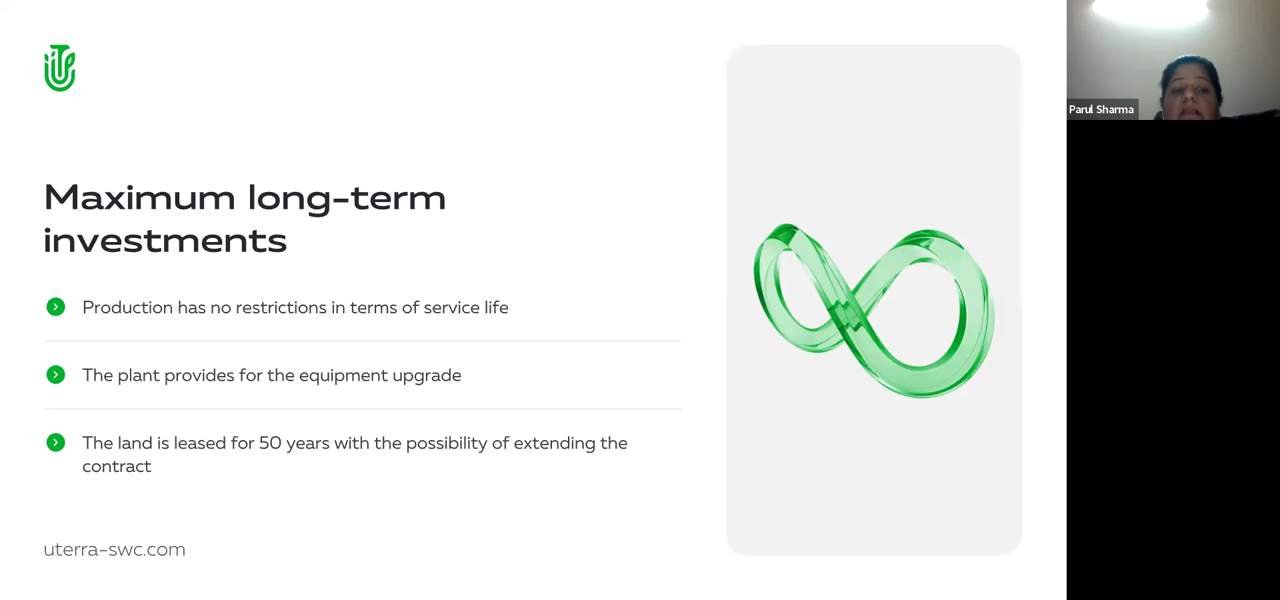 Maximum long-term
investments
Production has no restrictions in terms of service life
The plant provides for the equipment upgrade
The land is leased for 50 years with the possibility of extending the
contract
uterra-swc.com
Parul Sharma